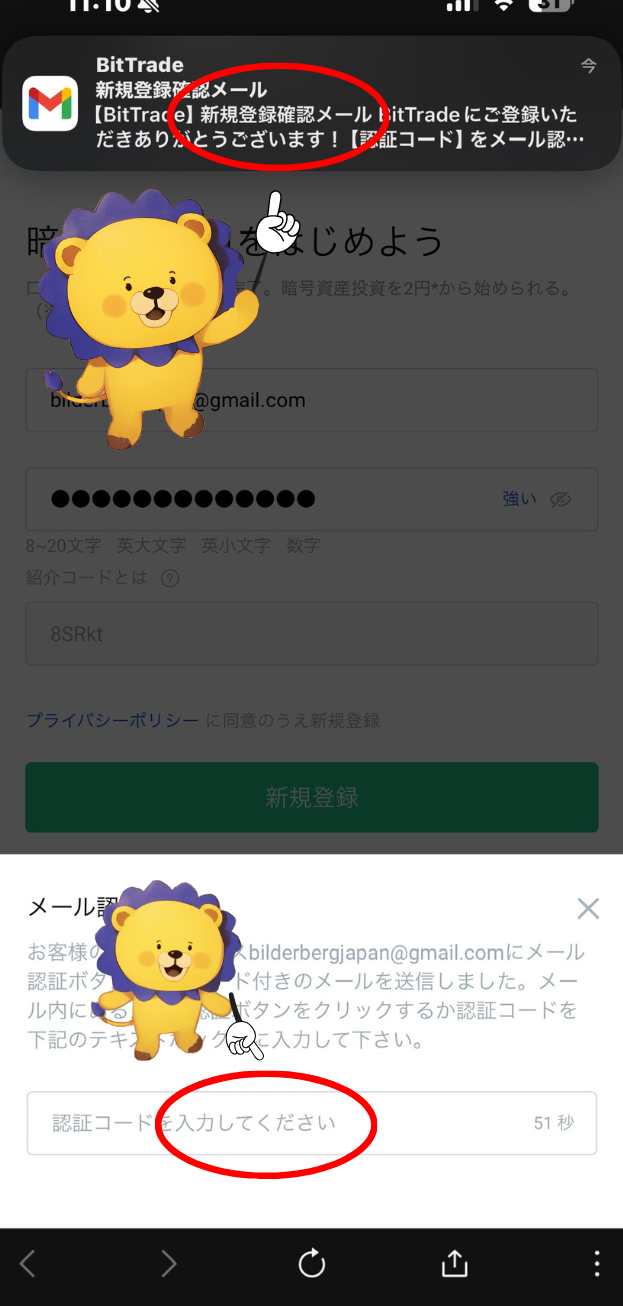 11:10
31
BitTrade
今
新規登録確認メール
【BitTrade】 新規登録確認メール BitTradeにご登録いた
だきありがとうございます！【認証コード】をメール認…
をはじめよう
暗号資産投資を2円*から始められる。
@gmail.com
●●●●●●●●●●●●●
強い
8~20文字 英大文字 英小文字 数字
紹介コードとは ?
8SRkt
プライバシーポリシー に同意のうえ新規登録
新規登録
メール認
お客様の bilderbergjapan@gmail.comにメール
認証ボタ ド付きのメールを送信しました。メー
ル内に ボタンをクリックするか認証コードを
下記のテキスト に入力して下さい。
認証コードを入力してください
51 秒